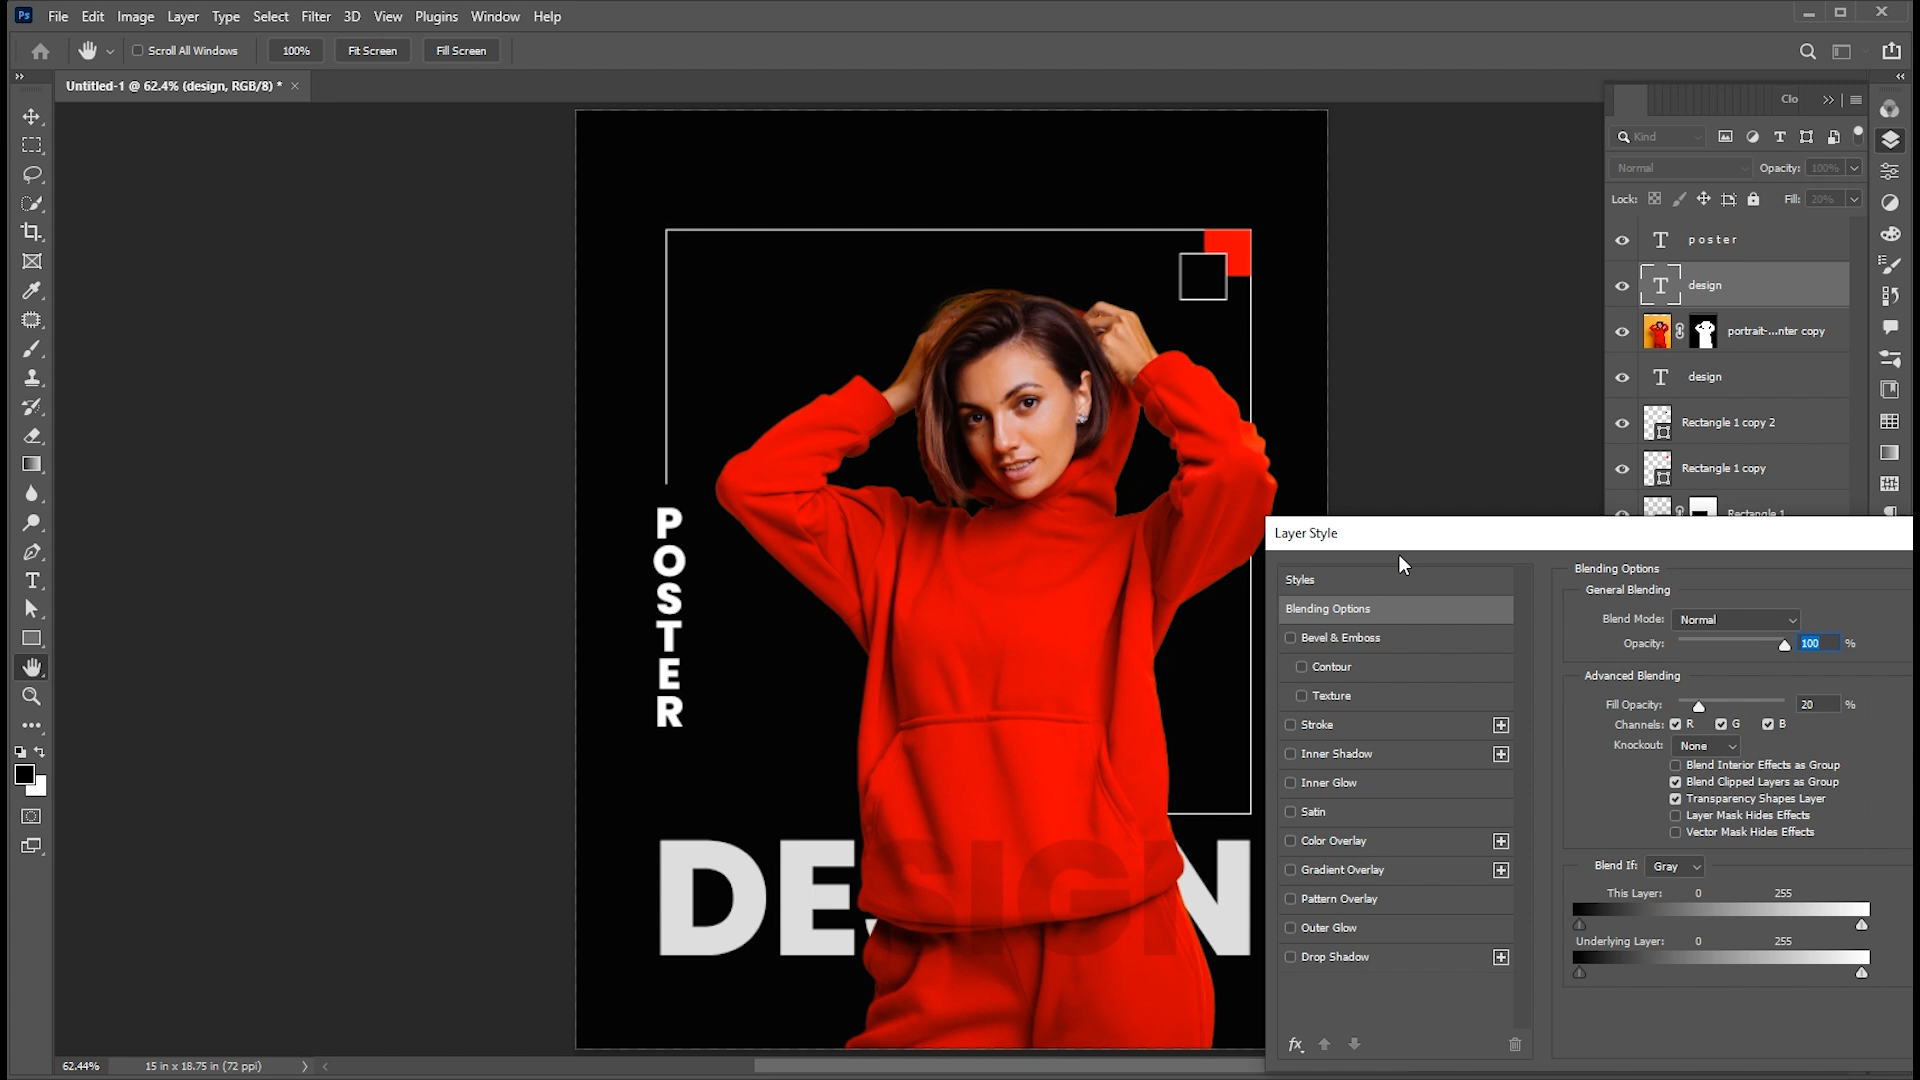 Ps File Edit Image Layer Type Select Filter 3D View Plugins Window Help
Scroll All Windows 100% Fit Screen Fill Screen
Untitled-1 @ 62.4% (design, RGB/8) *
Clo
Kind
Normal Opacity: 100%
Lock: Fill: 20%
poster
design
portrait-...nter copy
design
Rectangle 1 copy 2
Rectangle 1 copy
Rectangle 1
POSTER
DESIGN
Layer Style
Styles
Blending Options
Bevel & Emboss
Contour
Texture
Stroke
Inner Shadow
Inner Glow
Satin
Color Overlay
Gradient Overlay
Pattern Overlay
Outer Glow
Drop Shadow
fx
Blending Options
General Blending
Blend Mode: Normal
Opacity: 100 %
Advanced Blending
Fill Opacity: 20 %
Channels: R G B
Knockout: None
Blend Interior Effects as Group
Blend Clipped Layers as Group
Transparency Shapes Layer
Layer Mask Hides Effects
Vector Mask Hides Effects
Blend If: Gray
This Layer: 0 255
Underlying Layer: 0 255
62.44% 15 in x 18.75 in (72 ppi)